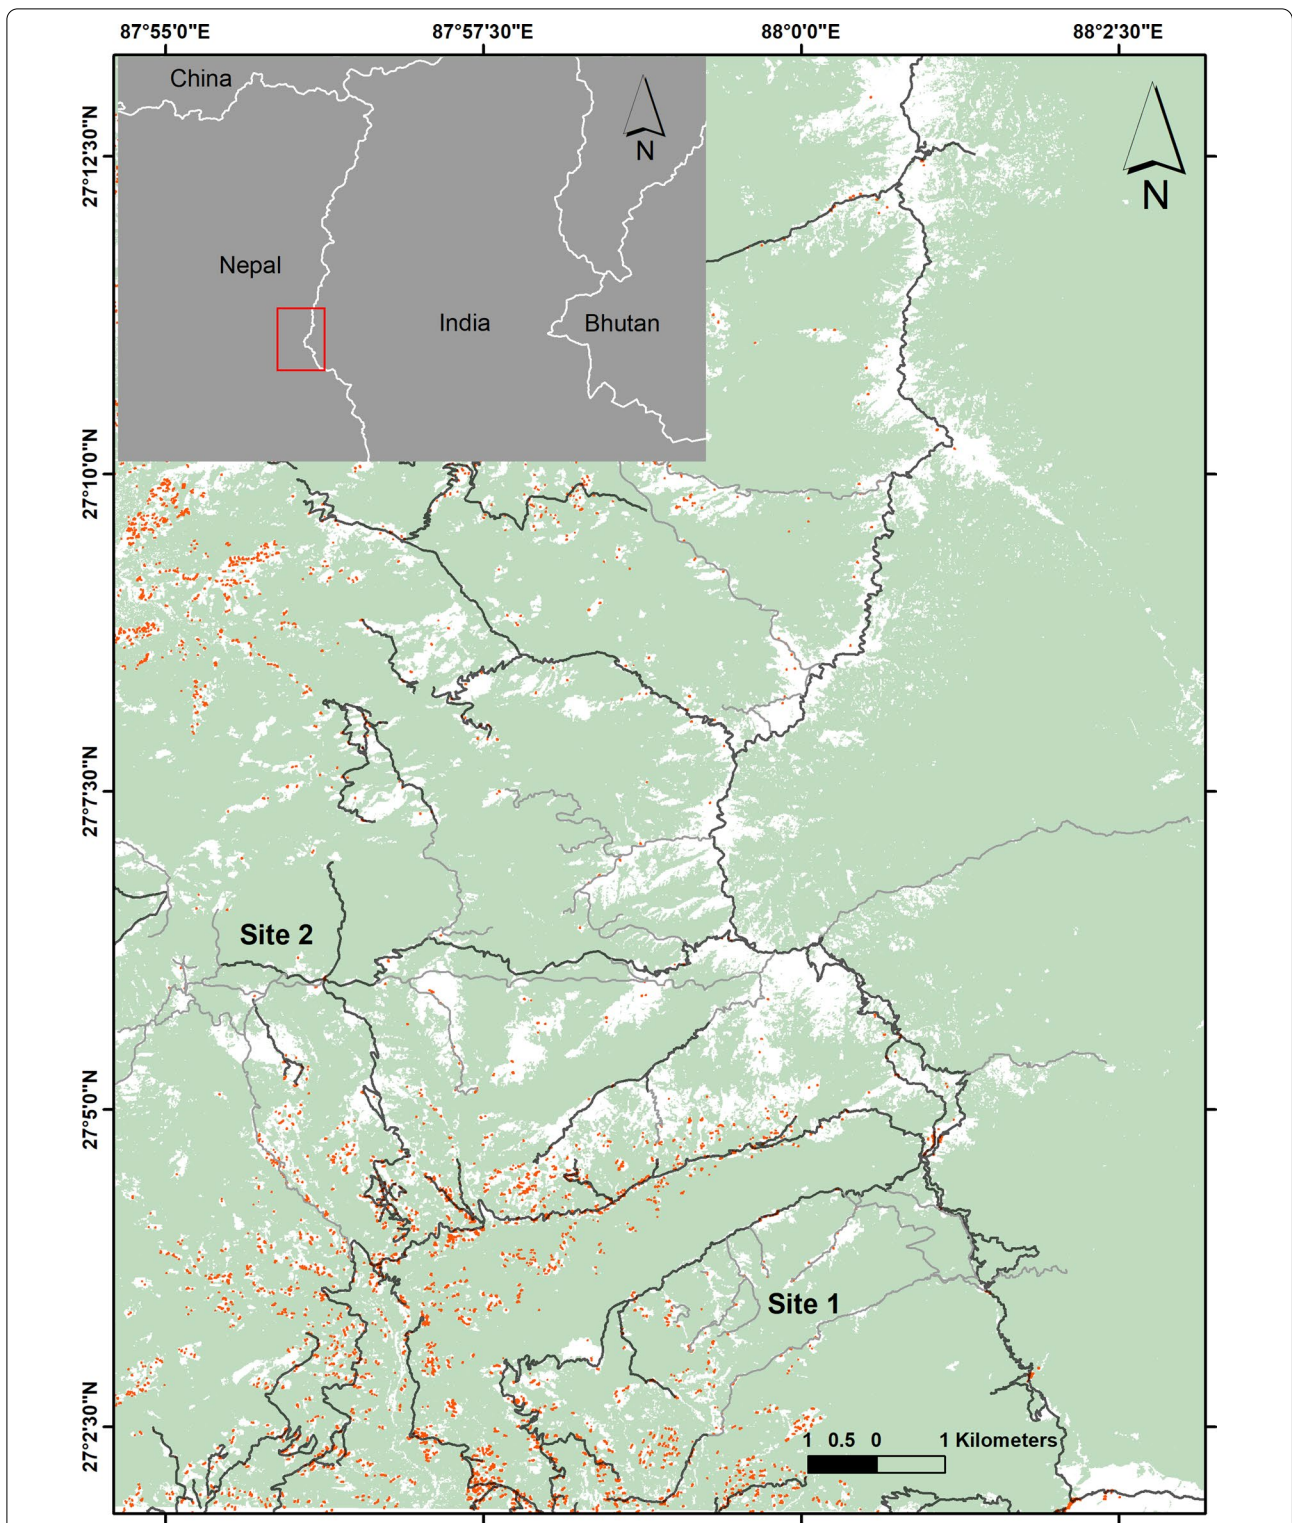 87°55'0"E 87°57'30"E 88°0'0"E 88°2'30"E
China
N
N
27°12'30"N
Nepal
India
Bhutan
27°10'0"N
27°7'30"N
Site 2
27°5'0"N
Site 1
27°2'30"N
1 0.5 0 1 Kilometers